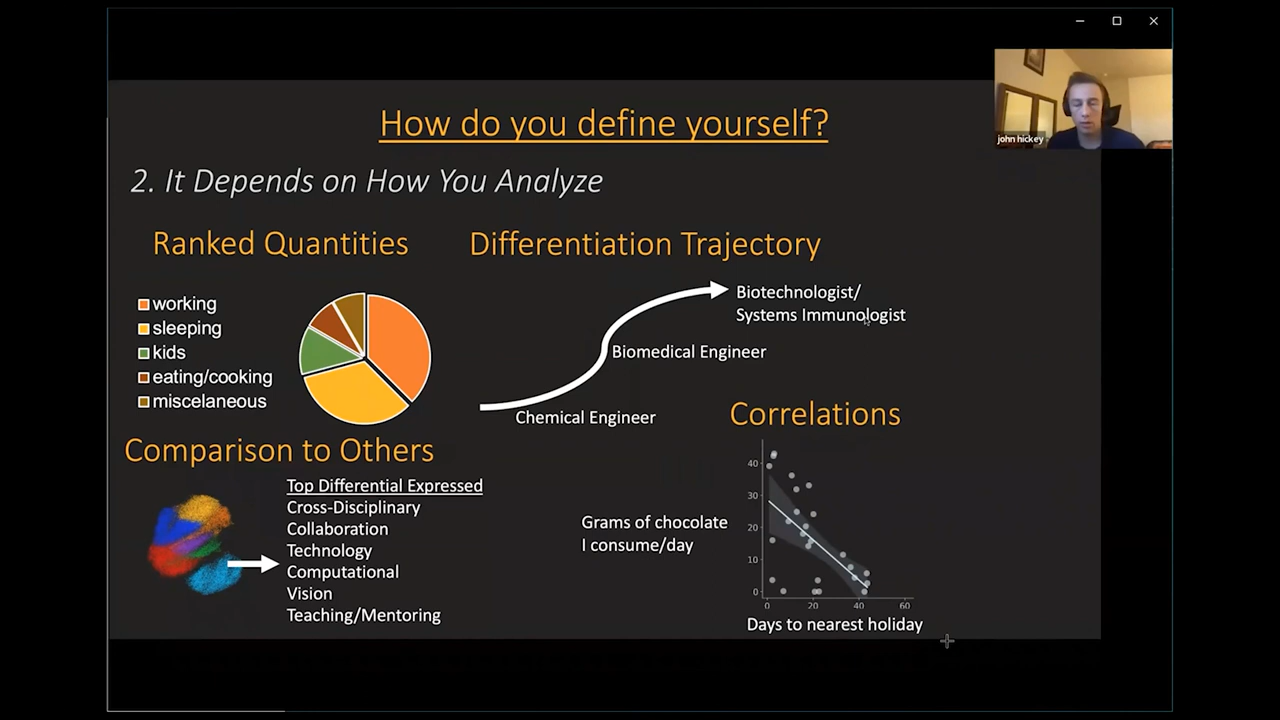 How do you define yourself?
john hickey
2. It Depends on How You Analyze
Ranked Quantities
working
sleeping
kids
eating/cooking
miscelaneous
Differentiation Trajectory
Biotechnologist/
Systems Immunologist
Biomedical Engineer
Chemical Engineer
Comparison to Others
Top Differential Expressed
Cross-Disciplinary
Collaboration
Technology
Computational
Vision
Teaching/Mentoring
Correlations
Grams of chocolate
I consume/day
40
30
20
10
0
0 20 40 60
Days to nearest holiday